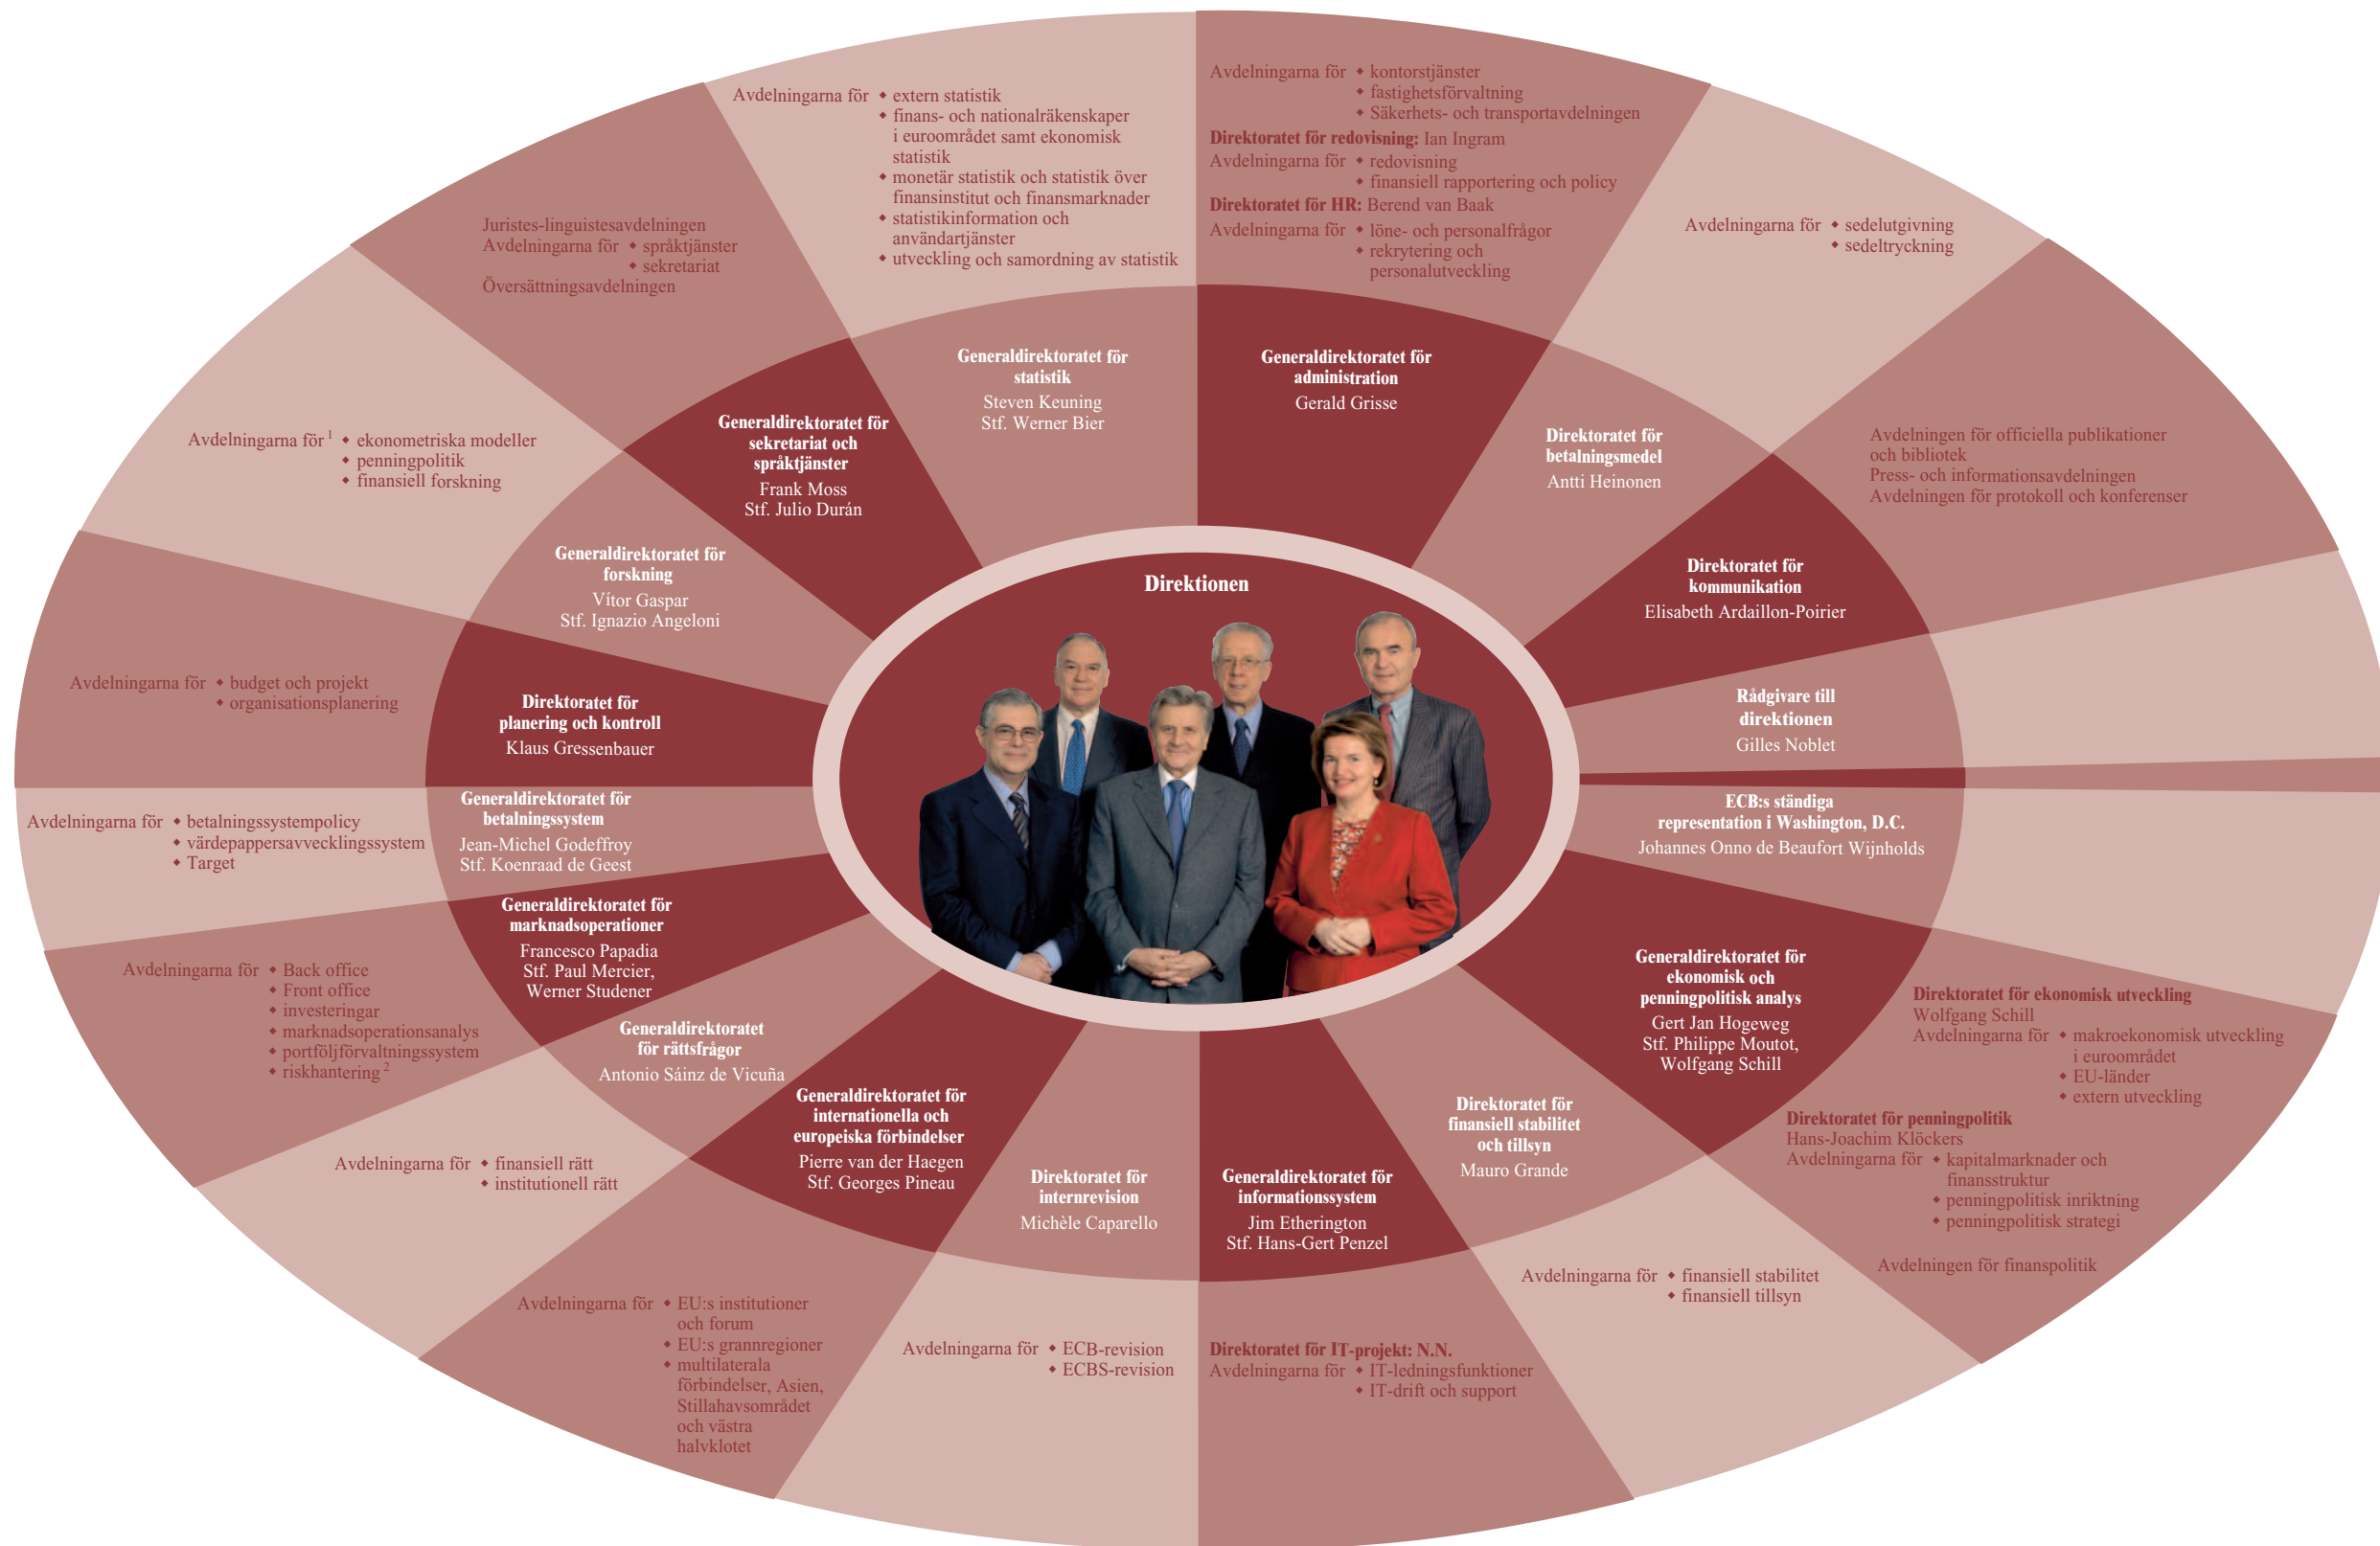 Avdelningarna för ◆ kontorstjänster
◆ fastighetsförvaltning
◆ Säkerhets- och transportavdelningen
Direktoratet för redovisning: Ian Ingram
Avdelningarna för ◆ redovisning
◆ finansiell rapportering och policy
Direktoratet för HR: Berend van Baak
Avdelningarna för ◆ löne- och personalfrågor
◆ rekrytering och
personalutveckling
Generaldirektoratet för
administration
Gerald Grisse
Avdelningarna för ◆ sedelutgivning
◆ sedeltryckning
Direktoratet för
betalningsmedel
Antti Heinonen
Avdelningen för officiella publikationer
och bibliotek
Press- och informationsavdelningen
Avdelningen för protokoll och konferenser
Direktoratet för
kommunikation
Elisabeth Ardaillon-Poirier
Rådgivare till
direktionen
Gilles Noblet
ECB:s ständiga
representation i Washington, D.C.
Johannes Onno de Beaufort Wijnholds
Generaldirektoratet för
ekonomisk och
penningpolitisk analys
Gert Jan Hogeweg
Stf. Philippe Moutot,
Wolfgang Schill
Direktoratet för ekonomisk utveckling
Wolfgang Schill
Avdelningarna för ◆ makroekonomisk utveckling
i euroområdet
◆ EU-länder
◆ extern utveckling
Direktoratet för penningpolitik
Hans-Joachim Klöckers
Avdelningarna för ◆ kapitalmarknader och
finansstruktur
◆ penningpolitisk inriktning
◆ penningpolitisk strategi
Avdelningen för finanspolitik
Direktoratet för
finansiell stabilitet
och tillsyn
Mauro Grande
Avdelningarna för ◆ finansiell stabilitet
◆ finansiell tillsyn
Generaldirektoratet för
informationssystem
Jim Etherington
Stf. Hans-Gert Penzel
Direktoratet för IT-projekt: N.N.
Avdelningarna för ◆ IT-ledningsfunktioner
◆ IT-drift och support
Direktoratet för
internrevision
Michèle Caparello
Avdelningarna för ◆ ECB-revision
◆ ECBS-revision
Generaldirektoratet för
internationella och
europeiska förbindelser
Pierre van der Haegen
Stf. Georges Pineau
Avdelningarna för ◆ EU:s institutioner
och forum
◆ EU:s grannregioner
◆ multilaterala
förbindelser, Asien,
Stillahavsområdet
och västra
halvklotet
Generaldirektoratet
för rättsfrågor
Antonio Sáinz de Vicuña
Avdelningarna för ◆ finansiell rätt
◆ institutionell rätt
Generaldirektoratet för
marknadsoperationer
Francesco Papadia
Stf. Paul Mercier,
Werner Studener
Avdelningarna för ◆ Back office
◆ Front office
◆ investeringar
◆ marknadsoperationsanalys
◆ portföljförvaltningssystem
◆ riskhantering 2
Generaldirektoratet för
betalningssystem
Jean-Michel Godeffroy
Stf. Koenraad de Geest
Avdelningarna för ◆ betalningssystempolicy
◆ värdepappersavvecklingssystem
◆ Target
Direktoratet för
planering och kontroll
Klaus Gressenbauer
Avdelningarna för ◆ budget och projekt
◆ organisationsplanering
Generaldirektoratet för
forskning
Vítor Gaspar
Stf. Ignazio Angeloni
Avdelningarna för 1 ◆ ekonometriska modeller
◆ penningpolitik
◆ finansiell forskning
Generaldirektoratet för
sekretariat och
språktjänster
Frank Moss
Stf. Julio Durán
Juristes-linguistesavdelningen
Avdelningarna för ◆ språktjänster
◆ sekretariat
Översättningsavdelningen
Generaldirektoratet för
statistik
Steven Keuning
Stf. Werner Bier
Avdelningarna för ◆ extern statistik
◆ finans- och nationalräkenskaper
i euroområdet samt ekonomisk
statistik
◆ monetär statistik och statistik över
finansinstitut och finansmarknader
◆ statistikinformation och
användartjänster
◆ utveckling och samordning av statistik
Direktionen